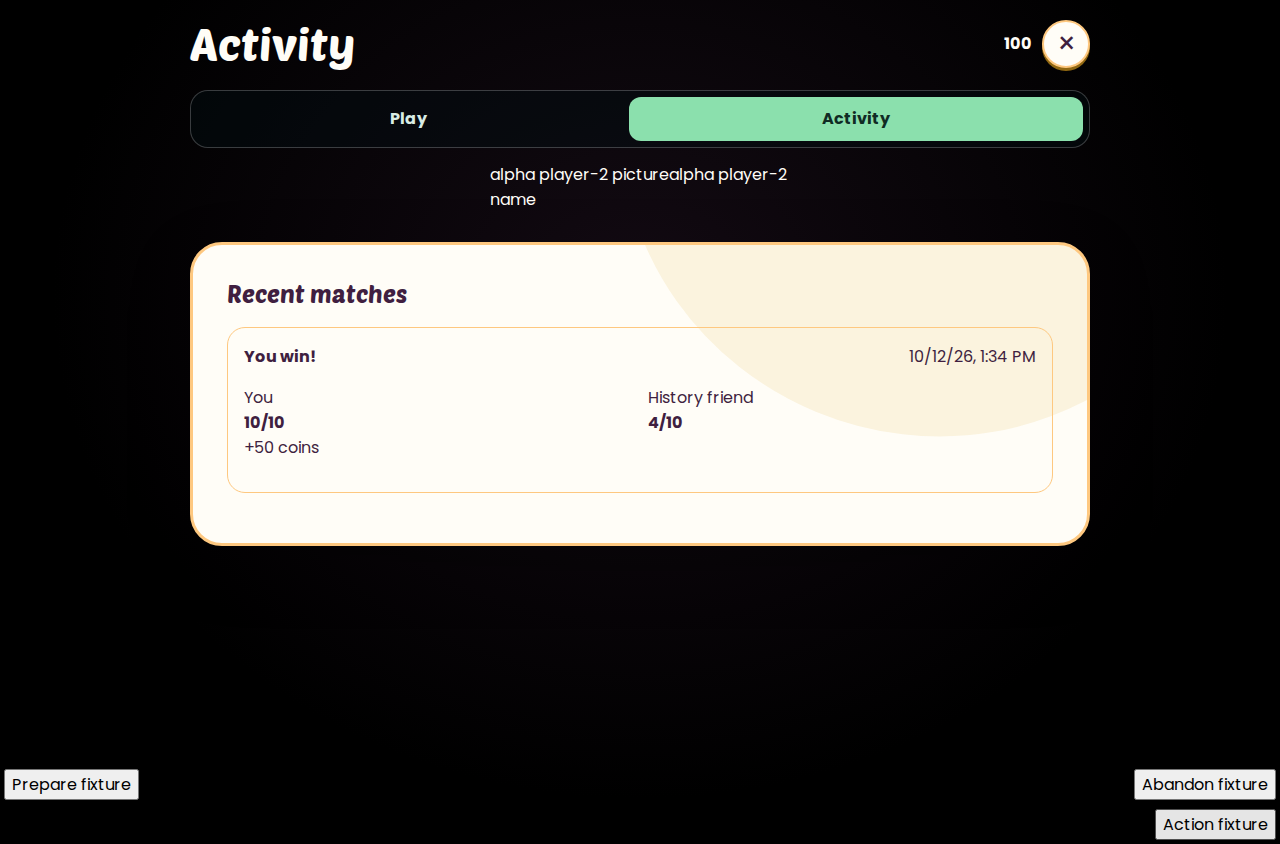 Activity
100
×
Play
Activity
alpha player-2 picturealpha player-2
name
Recent matches
You win!
10/12/26, 1:34 PM
You
History friend
10/10
4/10
+50 coins
Prepare fixture
Abandon fixture
Action fixture